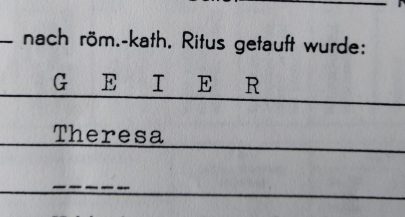 nach röm.-kath. Ritus getauft wurde:
G E I E R
Theresa
-----